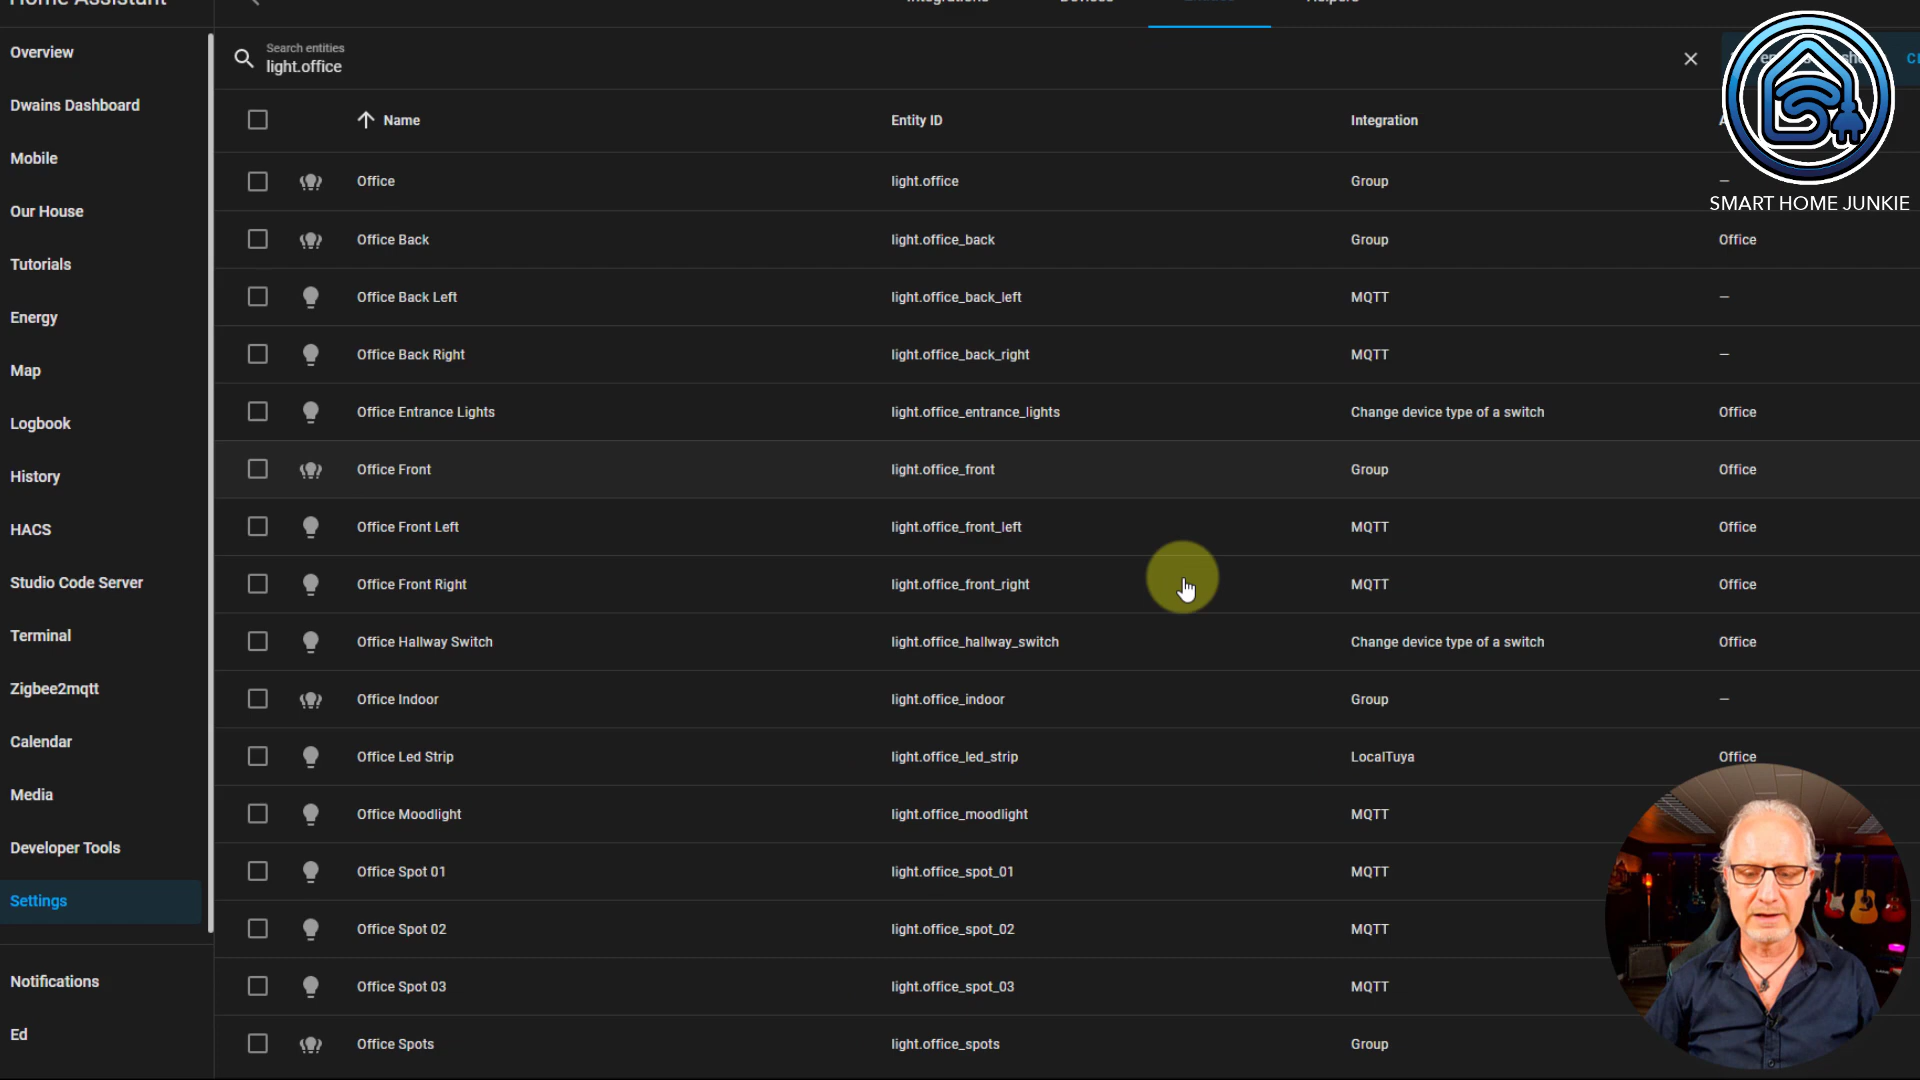 Home Assistant
Integrations
Devices
Entities
Helpers
Overview
Dwains Dashboard
Mobile
Our House
Tutorials
Energy
Map
Logbook
History
HACS
Studio Code Server
Terminal
Zigbee2mqtt
Calendar
Media
Developer Tools
Settings
Notifications
Ed
Search entities
light.office
SMART HOME JUNKIE
Name Entity ID Integration
Office light.office Group —
Office Back light.office_back Group Office
Office Back Left light.office_back_left MQTT —
Office Back Right light.office_back_right MQTT —
Office Entrance Lights light.office_entrance_lights Change device type of a switch Office
Office Front light.office_front Group Office
Office Front Left light.office_front_left MQTT Office
Office Front Right light.office_front_right MQTT Office
Office Hallway Switch light.office_hallway_switch Change device type of a switch Office
Office Indoor light.office_indoor Group —
Office Led Strip light.office_led_strip LocalTuya Office
Office Moodlight light.office_moodlight MQTT
Office Spot 01 light.office_spot_01 MQTT
Office Spot 02 light.office_spot_02 MQTT
Office Spot 03 light.office_spot_03 MQTT
Office Spots light.office_spots Group